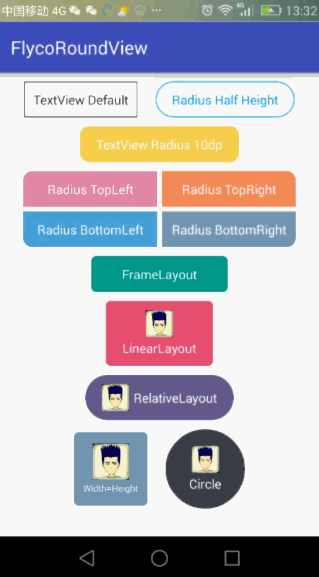 中国移动 4G 4G 13:32
FlycoRoundView
TextView Default
Radius Half Height
TextView Radius 10dp
Radius TopLeft
Radius TopRight
Radius BottomLeft
Radius BottomRight
FrameLayout
LinearLayout
RelativeLayout
Width=Height
Circle